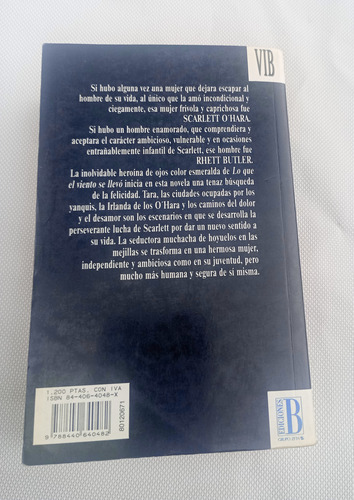 VIB
Si hubo alguna vez una mujer que dejara escapar al
hombre de su vida, al único que la amó incondicional y
ciegamente, esa mujer frívola y caprichosa fue
SCARLETT O'HARA.
Si hubo un hombre enamorado, que comprendiera y
aceptara el carácter ambicioso, vulnerable y en ocasiones
entrañablemente infantil de Scarlett, ese hombre fue
RHETT BUTLER.
La inolvidable heroína de ojos color esmeralda de Lo que
el viento se llevó inicia en esta novela una tenaz búsqueda
de la felicidad. Tara, las ciudades ocupadas por los
yanquis, la Irlanda de los O'Hara y los caminos del dolor
y el desamor son los escenarios en que se desarrolla la
perseverante lucha de Scarlett por dar un nuevo sentido a
su vida. La seductora muchacha de hoyuelos en las
mejillas se trasforma en una hermosa mujer,
independiente y ambiciosa como en su juventud, pero
mucho más humana y segura de si misma.
1.200 PTAS. CON IVA
ISBN 84-406-4048-X
9 788440 640482
80120671
EDICIONES
B
GRUPO ZETA